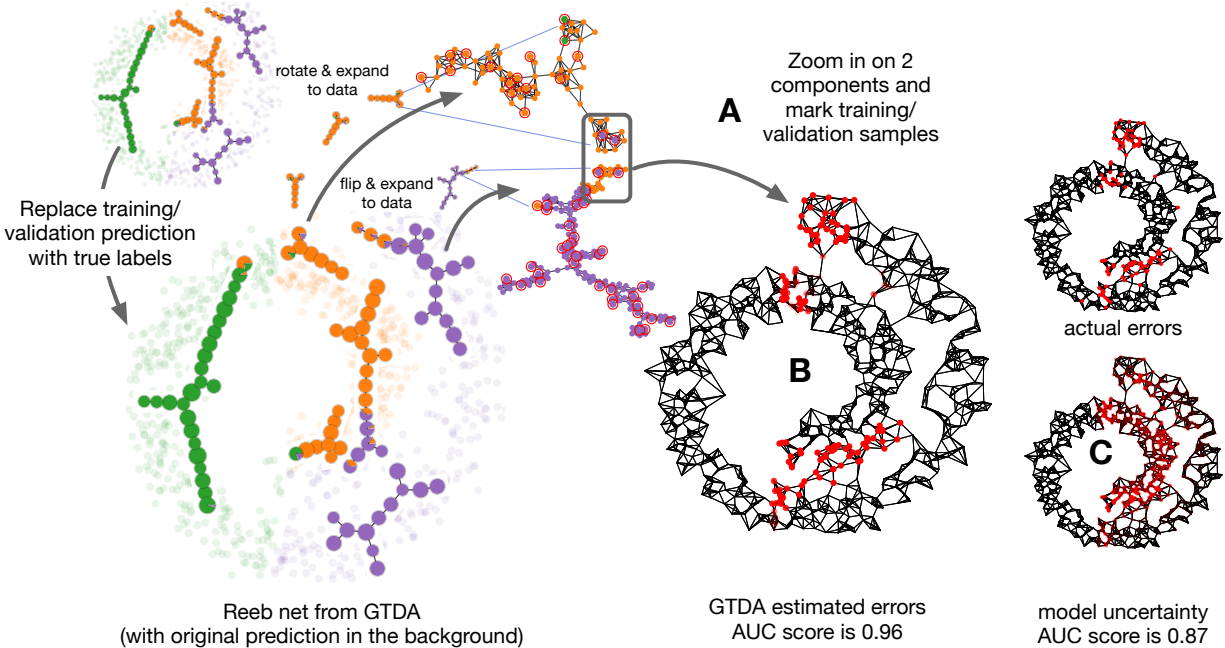 rotate & expand
to data
A
Zoom in on 2
components and
mark training/
validation samples
flip & expand
to data
Replace training/
validation prediction
with true labels
B
actual errors
C
Reeb net from GTDA
(with original prediction in the background)
GTDA estimated errors
AUC score is 0.96
model uncertainty
AUC score is 0.87